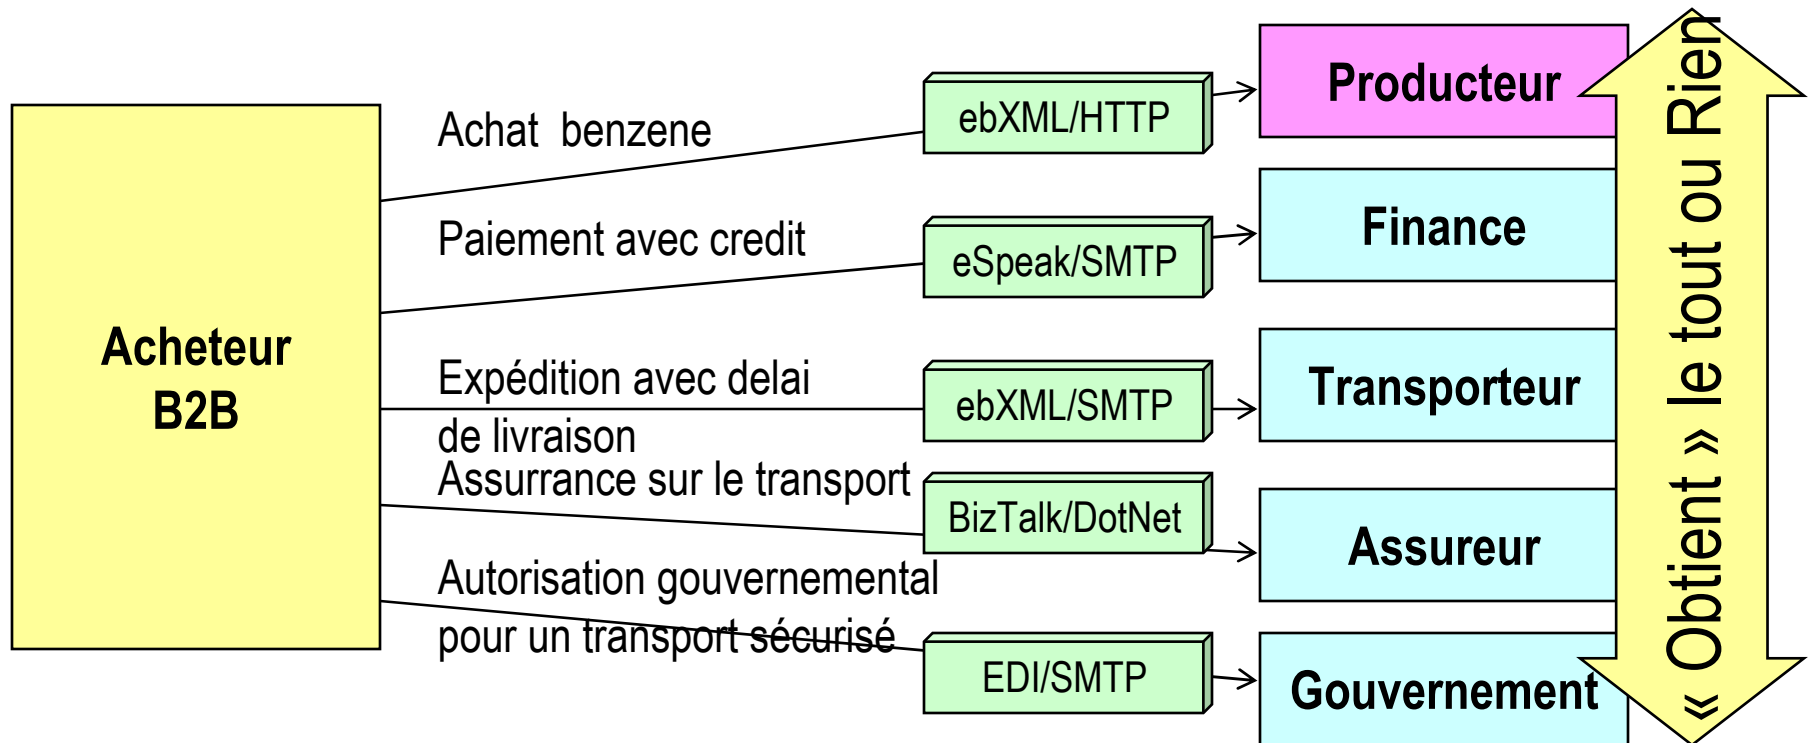 Acheteur
B2B
Achat benzene
ebXML/HTTP
Producteur
Paiement avec credit
eSpeak/SMTP
Finance
Expédition avec delai
de livraison
ebXML/SMTP
Transporteur
Assurrance sur le transport
BizTalk/DotNet
Assureur
Autorisation gouvernemental
pour un transport sécurisé
EDI/SMTP
Gouvernement
« Obtient » le tout ou Rien